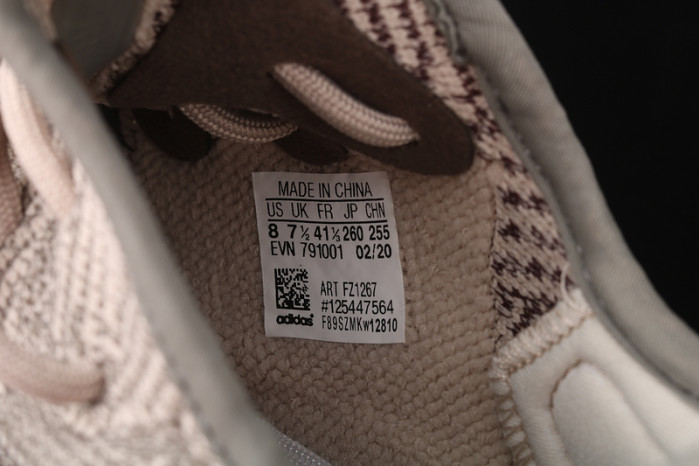 MADE IN CHINA
US UK FR JP CHN
8 7½ 41⅓ 260 255
EVN 791001 02/20
ART FZ1267
#125447564
adidas F89SZMKw12810